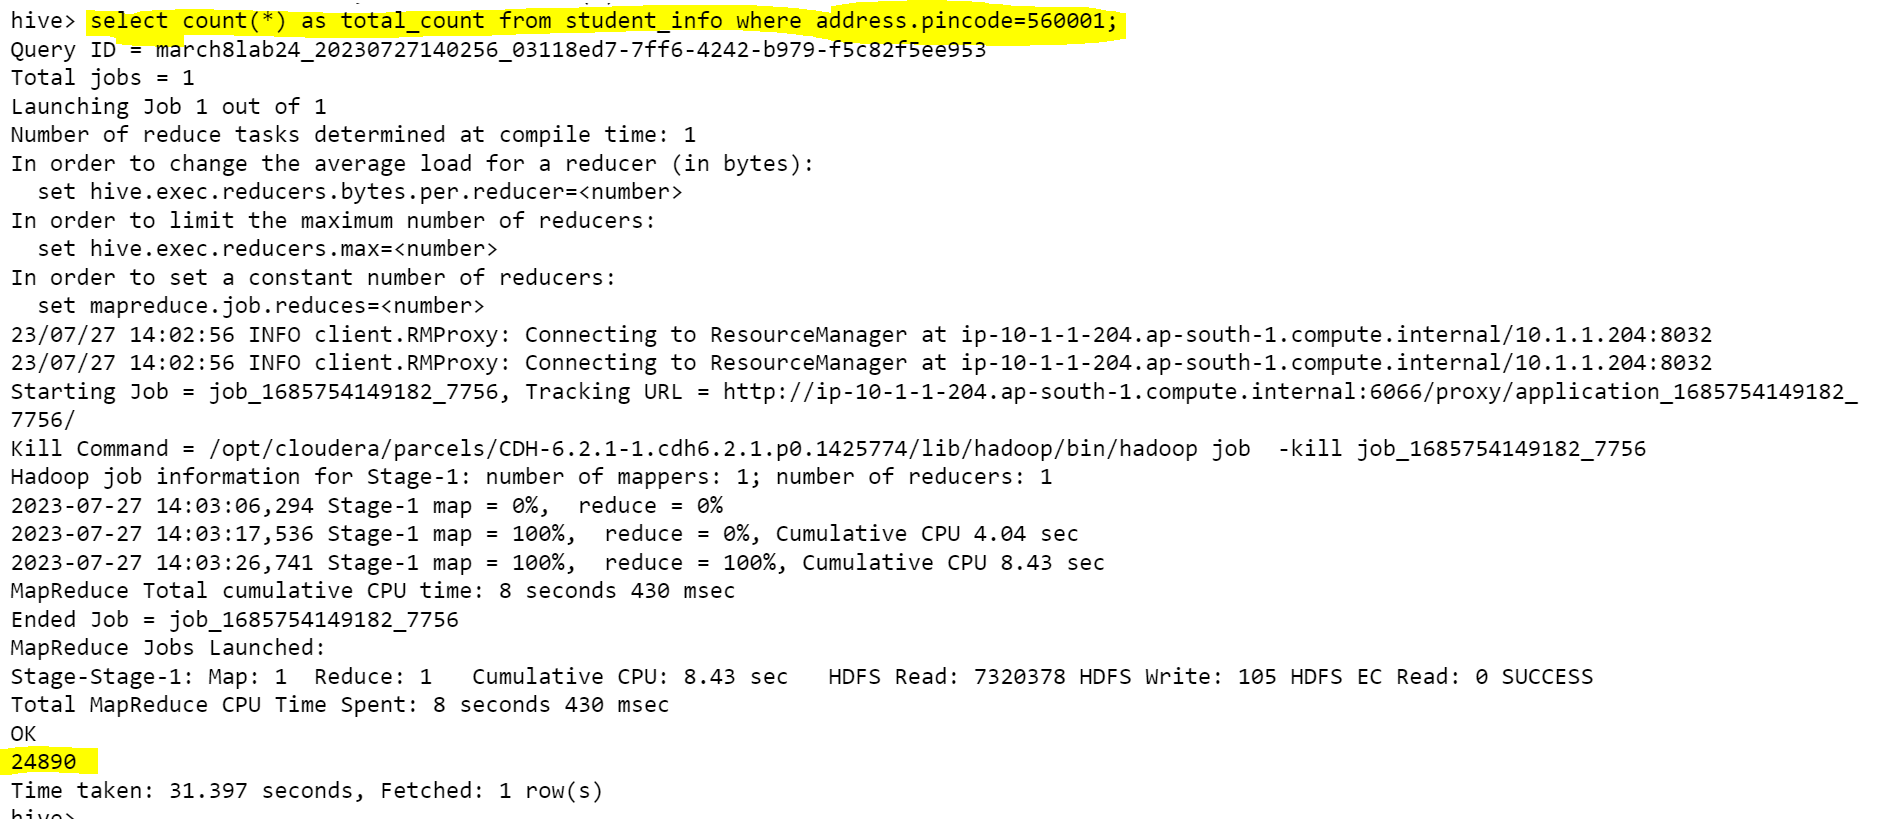 hive> select count(*) as total_count from student_info where address.pincode=560001;
Query ID = march8lab24_20230727140256_03118ed7-7ff6-4242-b979-f5c82f5ee953
Total jobs = 1
Launching Job 1 out of 1
Number of reduce tasks determined at compile time: 1
In order to change the average load for a reducer (in bytes):
  set hive.exec.reducers.bytes.per.reducer=<number>
In order to limit the maximum number of reducers:
  set hive.exec.reducers.max=<number>
In order to set a constant number of reducers:
  set mapreduce.job.reduces=<number>
23/07/27 14:02:56 INFO client.RMProxy: Connecting to ResourceManager at ip-10-1-1-204.ap-south-1.compute.internal/10.1.1.204:8032
23/07/27 14:02:56 INFO client.RMProxy: Connecting to ResourceManager at ip-10-1-1-204.ap-south-1.compute.internal/10.1.1.204:8032
Starting Job = job_1685754149182_7756, Tracking URL = http://ip-10-1-1-204.ap-south-1.compute.internal:6066/proxy/application_1685754149182_
7756/
Kill Command = /opt/cloudera/parcels/CDH-6.2.1-1.cdh6.2.1.p0.1425774/lib/hadoop/bin/hadoop job  -kill job_1685754149182_7756
Hadoop job information for Stage-1: number of mappers: 1; number of reducers: 1
2023-07-27 14:03:06,294 Stage-1 map = 0%,  reduce = 0%
2023-07-27 14:03:17,536 Stage-1 map = 100%,  reduce = 0%, Cumulative CPU 4.04 sec
2023-07-27 14:03:26,741 Stage-1 map = 100%,  reduce = 100%, Cumulative CPU 8.43 sec
MapReduce Total cumulative CPU time: 8 seconds 430 msec
Ended Job = job_1685754149182_7756
MapReduce Jobs Launched:
Stage-Stage-1: Map: 1  Reduce: 1   Cumulative CPU: 8.43 sec   HDFS Read: 7320378 HDFS Write: 105 HDFS EC Read: 0 SUCCESS
Total MapReduce CPU Time Spent: 8 seconds 430 msec
OK
24890
Time taken: 31.397 seconds, Fetched: 1 row(s)
hive>